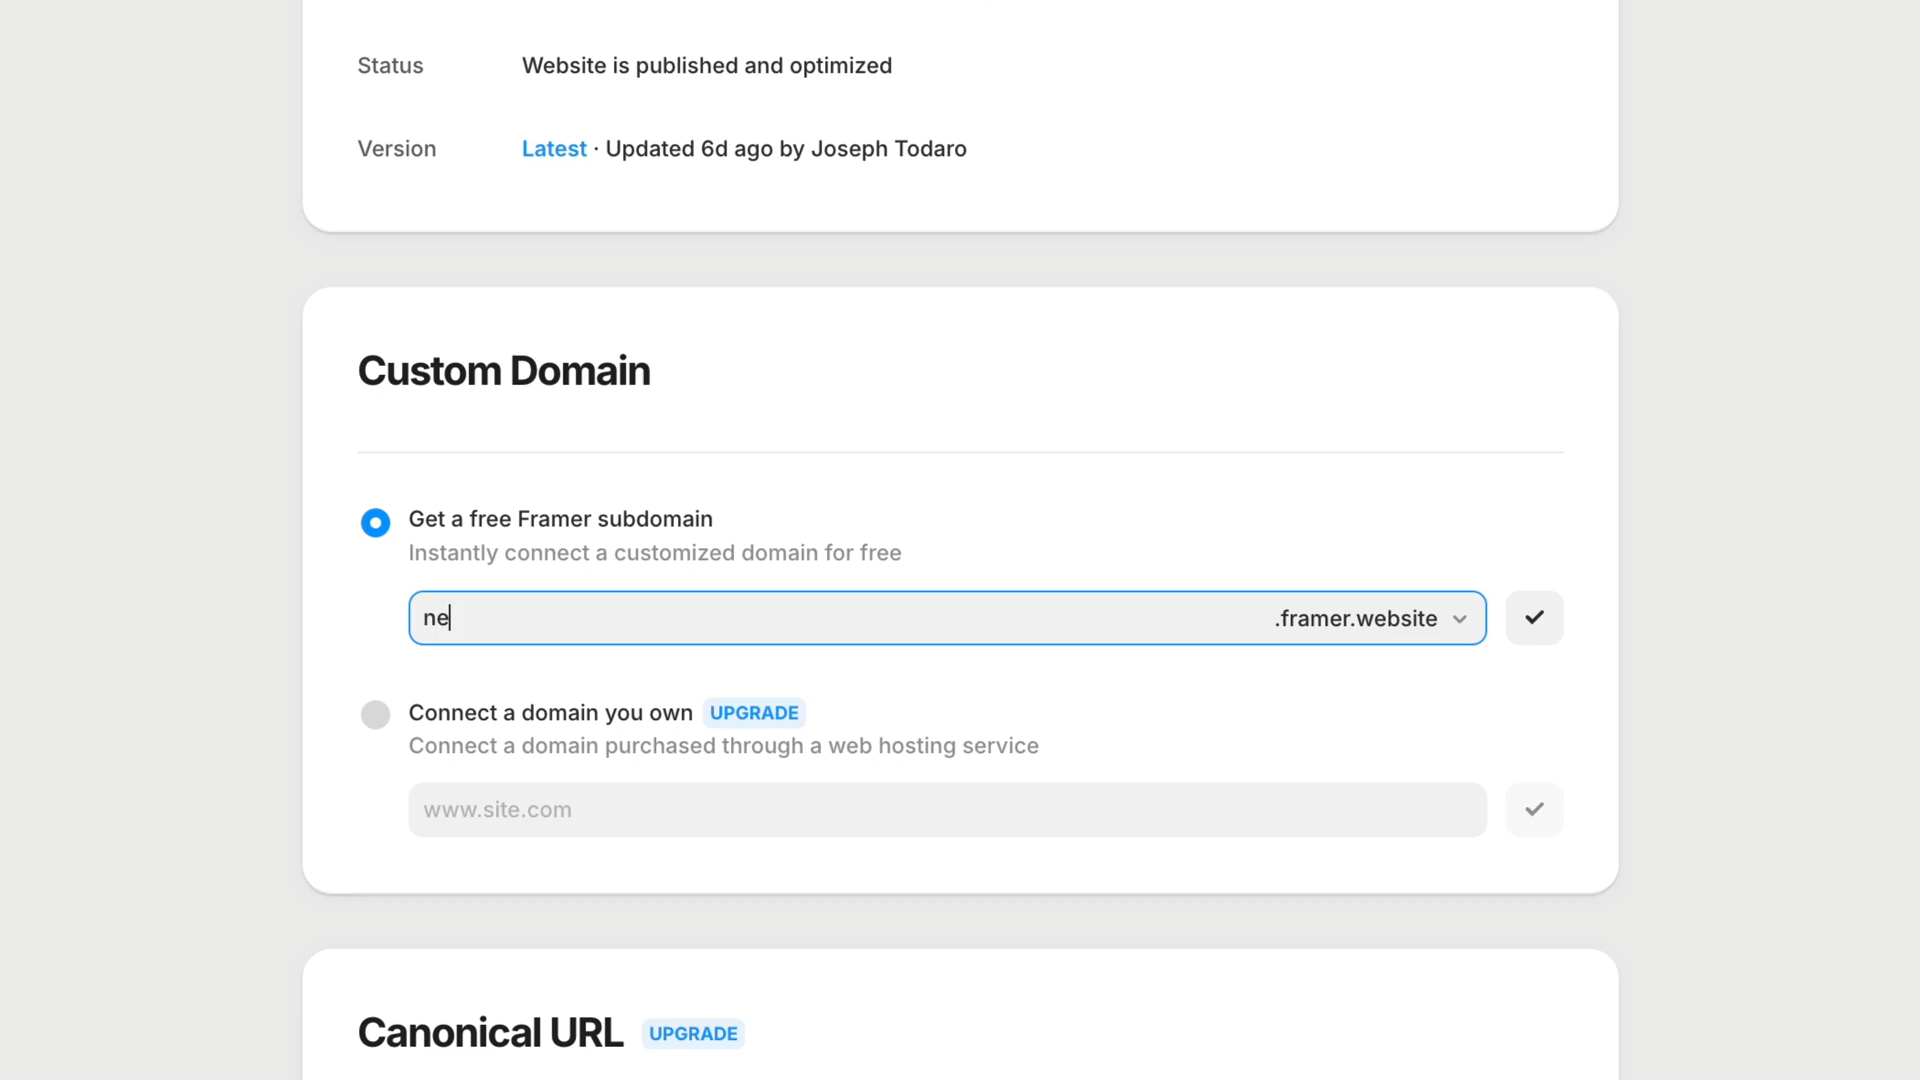 Status Website is published and optimized
Version Latest · Updated 6d ago by Joseph Todaro
Custom Domain
Get a free Framer subdomain
Instantly connect a customized domain for free
ne .framer.website
Connect a domain you own UPGRADE
Connect a domain purchased through a web hosting service
www.site.com
Canonical URL UPGRADE